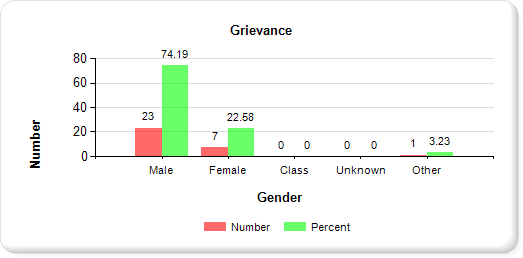 Grievance
80
60
40
20
0
Number
23 74.19
7 22.58
0 0
0 0
1 3.23
Male Female Class Unknown Other
Gender
Number Percent